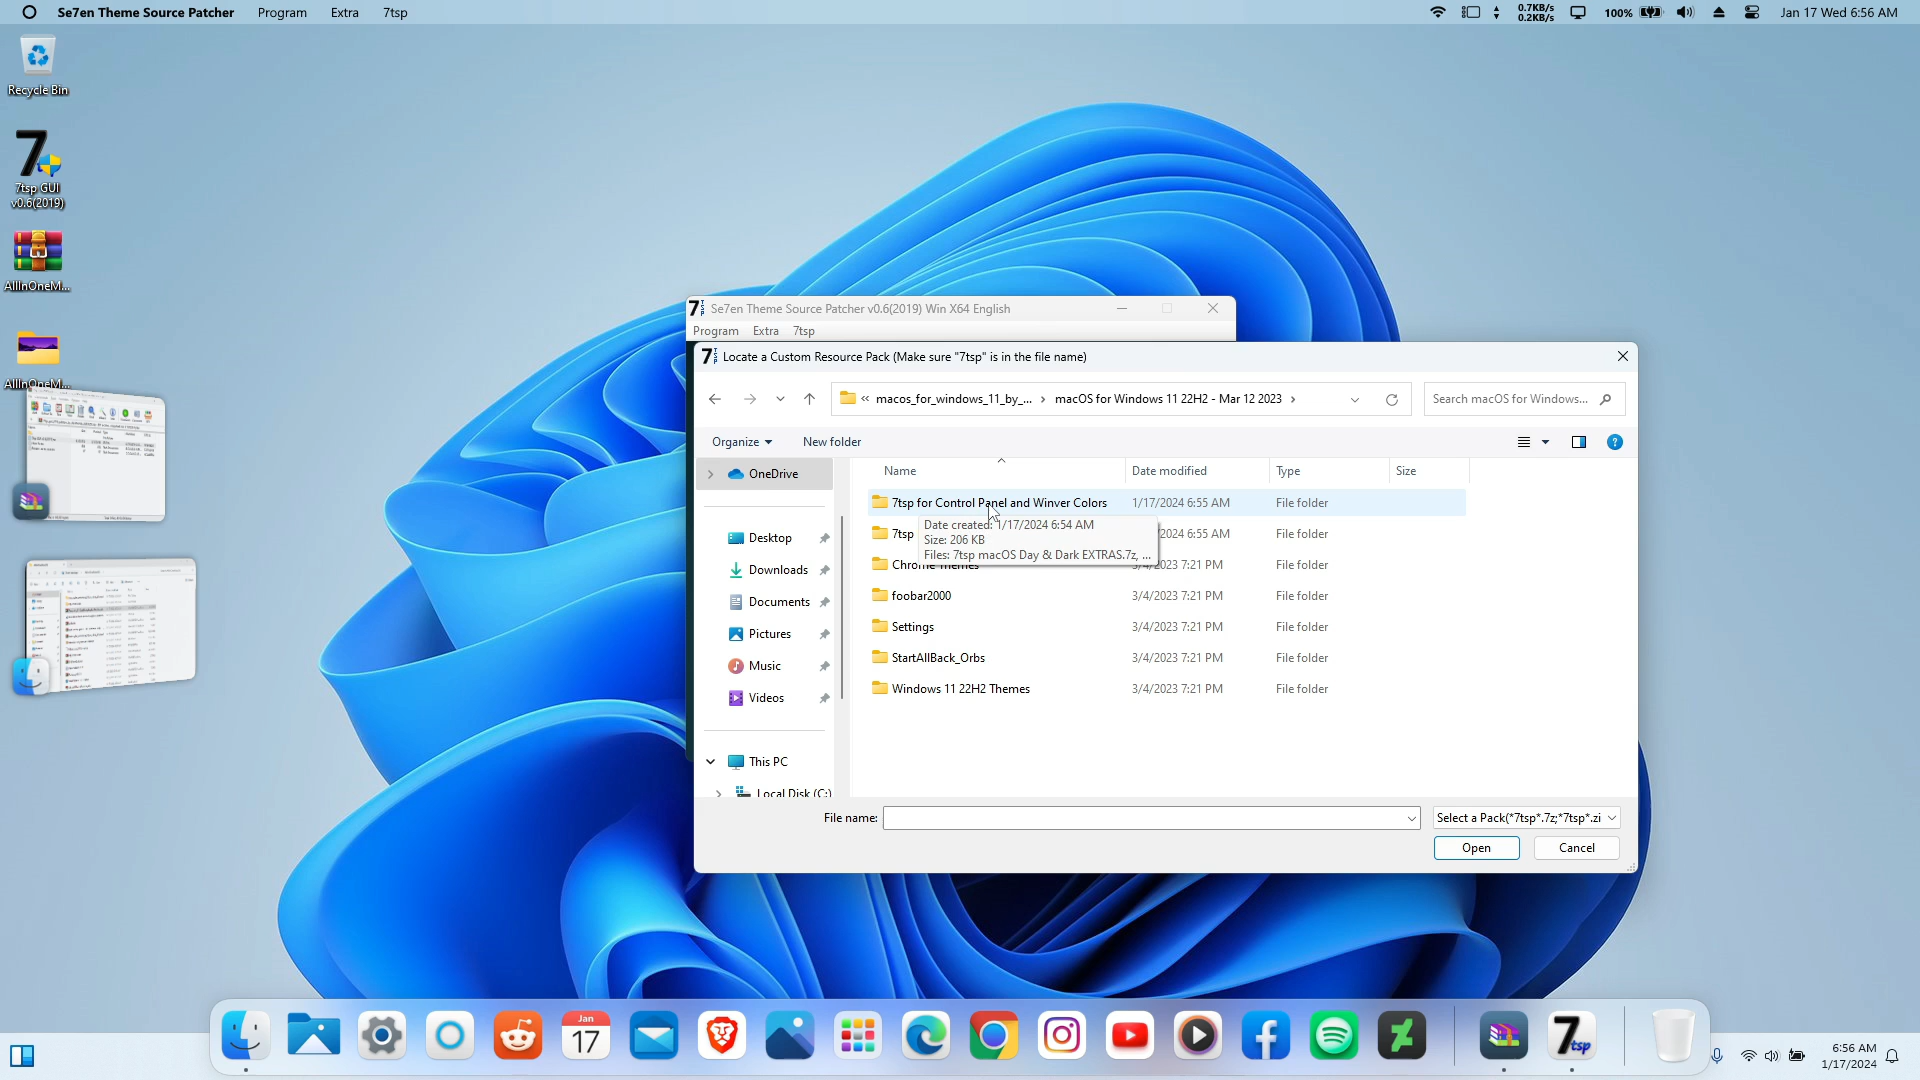 Se7en Theme Source Patcher Program Extra 7tsp
0.7KB/s
0.2KB/s
100%
Jan 17 Wed 6:56 AM
Recycle Bin
7
7tsp GUI
v0.6(2019)
AllInOneM...
AllInOneM...
7TSP Se7en Theme Source Patcher v0.6(2019) Win X64 English
Program Extra 7tsp
7TSP Locate a Custom Resource Pack (Make sure "7tsp" is in the file name)
« macos_for_windows_11_by_... › macOS for Windows 11 22H2 - Mar 12 2023 ›
Search macOS for Windows...
Organize New folder
?
Name Date modified Type Size
OneDrive
Desktop
Downloads
Documents
Pictures
Music
Videos
This PC
Local Disk (C:)
7tsp for Control Panel and Winver Colors 1/17/2024 6:55 AM File folder
Date created: 1/17/2024 6:54 AM
Size: 206 KB
Files: 7tsp macOS Day & Dark EXTRAS.7z, ...
7tsp /2024 6:55 AM File folder
Chrome Themes 3/4/2023 7:21 PM File folder
foobar2000 3/4/2023 7:21 PM File folder
Settings 3/4/2023 7:21 PM File folder
StartAllBack_Orbs 3/4/2023 7:21 PM File folder
Windows 11 22H2 Themes 3/4/2023 7:21 PM File folder
File name:
Select a Pack(*7tsp*.7z;*7tsp*.zi
Open Cancel
Jan
17
7tsp
6:56 AM
1/17/2024